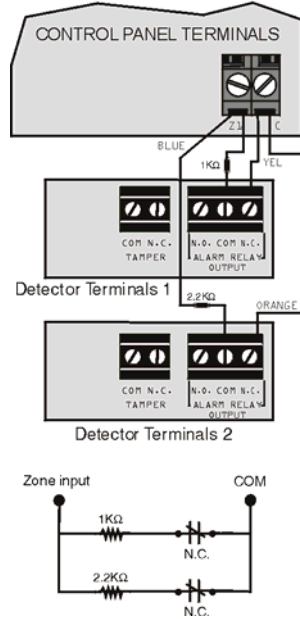 CONTROL PANEL TERMINALS
Z1 C
BLUE
1KΩ
YEL
COM N.C.
TAMPER
N.O. COM N.C.
ALARM RELAY
OUTPUT
Detector Terminals 1
2.2KΩ
ORANGE
COM N.C.
TAMPER
N.O. COM N.C.
ALARM RELAY
OUTPUT
Detector Terminals 2
Zone input COM
1KΩ
N.C.
2.2KΩ
N.C.